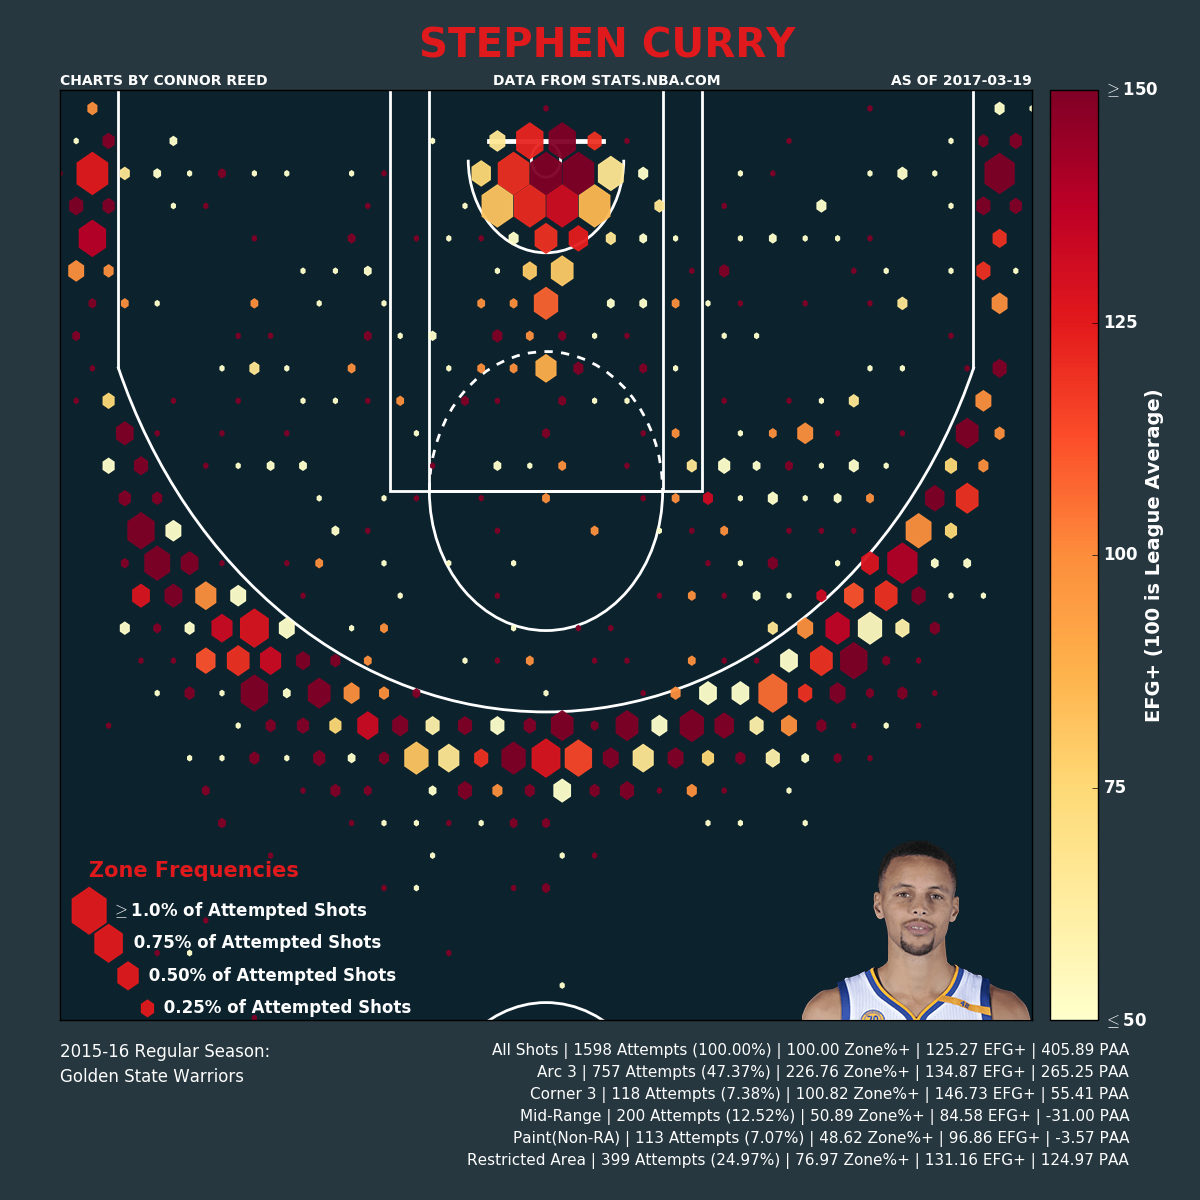 STEPHEN CURRY
CHARTS BY CONNOR REED
DATA FROM STATS.NBA.COM
AS OF 2017-03-19
≥150
125
100
75
≤50
EFG+ (100 is League Average)
Zone Frequencies
≥1.0% of Attempted Shots
0.75% of Attempted Shots
0.50% of Attempted Shots
0.25% of Attempted Shots
2015-16 Regular Season:
Golden State Warriors
All Shots | 1598 Attempts (100.00%) | 100.00 Zone%+ | 125.27 EFG+ | 405.89 PAA
Arc 3 | 757 Attempts (47.37%) | 226.76 Zone%+ | 134.87 EFG+ | 265.25 PAA
Corner 3 | 118 Attempts (7.38%) | 100.82 Zone%+ | 146.73 EFG+ | 55.41 PAA
Mid-Range | 200 Attempts (12.52%) | 50.89 Zone%+ | 84.58 EFG+ | -31.00 PAA
Paint(Non-RA) | 113 Attempts (7.07%) | 48.62 Zone%+ | 96.86 EFG+ | -3.57 PAA
Restricted Area | 399 Attempts (24.97%) | 76.97 Zone%+ | 131.16 EFG+ | 124.97 PAA